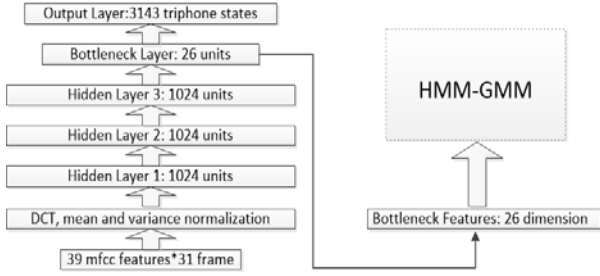 Output Layer:3143 triphone states
Bottleneck Layer: 26 units
Hidden Layer 3: 1024 units
Hidden Layer 2: 1024 units
Hidden Layer 1: 1024 units
DCT, mean and variance normalization
39 mfcc features*31 frame
HMM-GMM
Bottleneck Features: 26 dimension